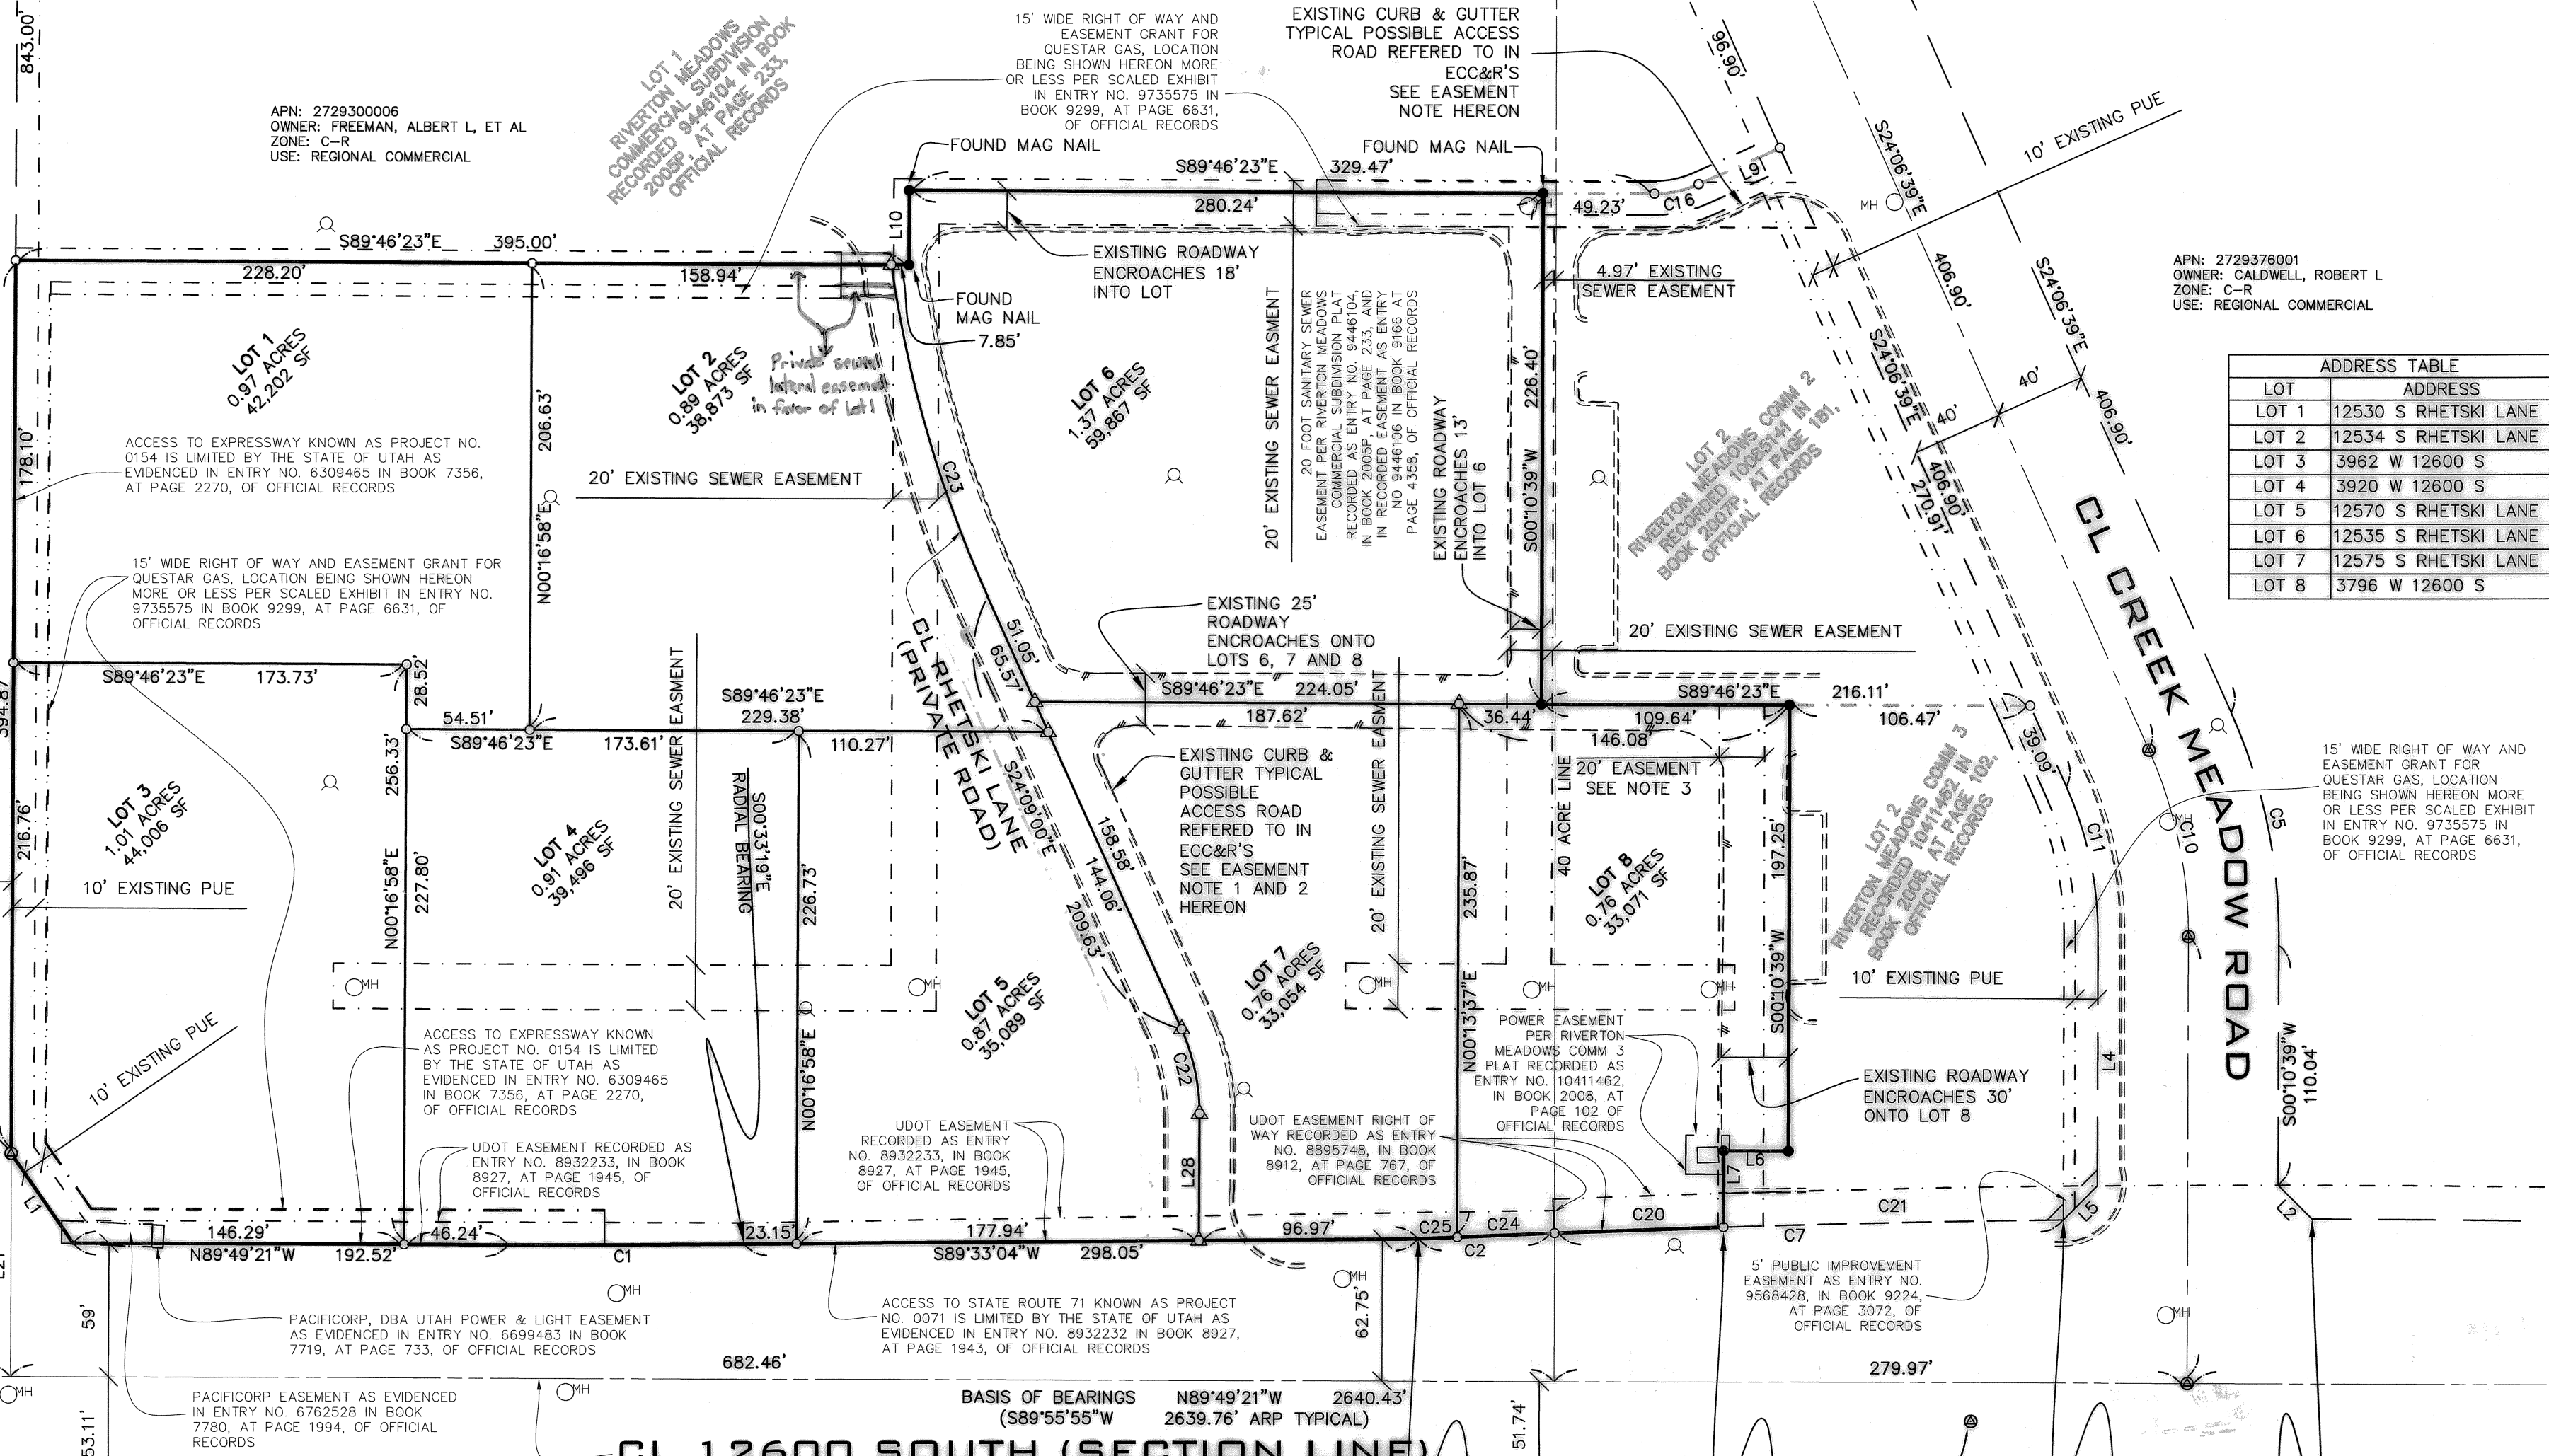 843.00'
APN: 2729300006
OWNER: FREEMAN, ALBERT L, ET AL
ZONE: C-R
USE: REGIONAL COMMERCIAL
LOT 1
RIVERTON MEADOWS
COMMERCIAL SUBDIVISION
RECORDED 9446104 IN BOOK
2005P, AT PAGE 233,
OFFICIAL RECORDS
15' WIDE RIGHT OF WAY AND
EASEMENT GRANT FOR
QUESTAR GAS, LOCATION
BEING SHOWN HEREON MORE
OR LESS PER SCALED EXHIBIT
IN ENTRY NO. 9735575 IN
BOOK 9299, AT PAGE 6631,
OF OFFICIAL RECORDS
EXISTING CURB & GUTTER
TYPICAL POSSIBLE ACCESS
ROAD REFERED TO IN
ECC&R'S
SEE EASEMENT
NOTE HEREON
96.90'
FOUND MAG NAIL
FOUND MAG NAIL
S89°46'23"E 329.47'
280.24'
49.23'
C16
L9
MH
MH
S24°06'39"E
10' EXISTING PUE
L10
S89°46'23"E 395.00'
228.20'
158.94'
EXISTING ROADWAY
ENCROACHES 18'
INTO LOT
FOUND
MAG NAIL
7.85'
4.97' EXISTING
SEWER EASEMENT
406.90'
S24°06'39"E
APN: 2729376001
OWNER: CALDWELL, ROBERT L
ZONE: C-R
USE: REGIONAL COMMERCIAL
LOT 1
0.97 ACRES
42,202 SF
LOT 2
0.89 ACRES
38,873 SF
Private sewer
lateral easement
in favor of lot 1
LOT 6
1.37 ACRES
59,867 SF
20' EXISTING SEWER EASMENT
20 FOOT SANITARY SEWER
EASEMENT PER RIVERTON MEADOWS
COMMERCIAL SUBDIVISION PLAT
RECORDED AS ENTRY NO. 9446104,
IN BOOK 2005P, AT PAGE 233, AND
IN RECORDED EASEMENT AS ENTRY
NO 9446106 IN BOOK 9166 AT
PAGE 4358, OF OFFICIAL RECORDS
EXISTING ROADWAY
ENCROACHES 13'
INTO LOT 6
226.40'
S00°10'39"W
LOT 2
RIVERTON MEADOWS COMM 2
RECORDED 10085141 IN
BOOK 2007P, AT PAGE 181,
OFFICIAL RECORDS
S24°06'39"E
40'
40'
406.90'
406.90'
270.91'
ADDRESS TABLE
LOT ADDRESS
LOT 1 12530 S RHETSKI LANE
LOT 2 12534 S RHETSKI LANE
LOT 3 3962 W 12600 S
LOT 4 3920 W 12600 S
LOT 5 12570 S RHETSKI LANE
LOT 6 12535 S RHETSKI LANE
LOT 7 12575 S RHETSKI LANE
LOT 8 3796 W 12600 S
178.10'
206.63'
N00°16'58"E
ACCESS TO EXPRESSWAY KNOWN AS PROJECT NO.
0154 IS LIMITED BY THE STATE OF UTAH AS
EVIDENCED IN ENTRY NO. 6309465 IN BOOK 7356,
AT PAGE 2270, OF OFFICIAL RECORDS
20' EXISTING SEWER EASEMENT
C23
15' WIDE RIGHT OF WAY AND EASEMENT GRANT FOR
QUESTAR GAS, LOCATION BEING SHOWN HEREON
MORE OR LESS PER SCALED EXHIBIT IN ENTRY NO.
9735575 IN BOOK 9299, AT PAGE 6631, OF
OFFICIAL RECORDS
EXISTING 25'
ROADWAY
ENCROACHES ONTO
LOTS 6, 7 AND 8
20' EXISTING SEWER EASEMENT
CL CREEK MEADOW ROAD
CL RHETSKI LANE
(PRIVATE ROAD)
51.05'
65.57'
S89°46'23"E 173.73'
28.52'
54.51'
S89°46'23"E
S89°46'23"E
229.38'
173.61'
110.27'
S89°46'23"E 224.05'
187.62'
36.44'
S89°46'23"E 216.11'
109.64'
106.47'
146.08'
394.87'
216.76'
256.33'
N00°16'58"E
227.80'
20' EXISTING SEWER EASMENT
S00°33'19"E
RADIAL BEARING
226.73'
N00°16'58"E
S24°09'00"E
EXISTING CURB &
GUTTER TYPICAL
POSSIBLE
ACCESS ROAD
REFERED TO IN
ECC&R'S
SEE EASEMENT
NOTE 1 AND 2
HEREON
158.58'
144.06'
209.63'
20' EXISTING SEWER EASMENT
235.87'
N00°13'37"E
40 ACRE LINE
20' EASEMENT
SEE NOTE 3
197.25'
S00°10'39"W
39.09'
C11
C10
C5
MH
15' WIDE RIGHT OF WAY AND
EASEMENT GRANT FOR
QUESTAR GAS, LOCATION
BEING SHOWN HEREON MORE
OR LESS PER SCALED EXHIBIT
IN ENTRY NO. 9735575 IN
BOOK 9299, AT PAGE 6631,
OF OFFICIAL RECORDS
LOT 3
1.01 ACRES
44,006 SF
LOT 4
0.91 ACRES
39,496 SF
LOT 5
0.87 ACRES
35,089 SF
LOT 7
0.76 ACRES
33,054 SF
LOT 8
0.76 ACRES
33,071 SF
LOT 2
RIVERTON MEADOWS COMM 3
RECORDED 10411462 IN
BOOK 2008, AT PAGE 102.
OFFICIAL RECORDS
10' EXISTING PUE
10' EXISTING PUE
10' EXISTING PUE
MH
MH
MH
MH
MH
ACCESS TO EXPRESSWAY KNOWN
AS PROJECT NO. 0154 IS LIMITED
BY THE STATE OF UTAH AS
EVIDENCED IN ENTRY NO. 6309465
IN BOOK 7356, AT PAGE 2270,
OF OFFICIAL RECORDS
POWER EASEMENT
PER RIVERTON
MEADOWS COMM 3
PLAT RECORDED AS
ENTRY NO. 10411462,
IN BOOK 2008, AT
PAGE 102 OF
OFFICIAL RECORDS
EXISTING ROADWAY
ENCROACHES 30'
ONTO LOT 8
L4
S00°10'39"W
110.04'
C22
L28
UDOT EASEMENT RECORDED AS
ENTRY NO. 8932233, IN BOOK
8927, AT PAGE 1945, OF
OFFICIAL RECORDS
UDOT EASEMENT
RECORDED AS ENTRY
NO. 8932233, IN BOOK
8927, AT PAGE 1945,
OF OFFICIAL RECORDS
UDOT EASEMENT RIGHT OF
WAY RECORDED AS ENTRY
NO. 8895748, IN BOOK
8912, AT PAGE 767, OF
OFFICIAL RECORDS
L6
L7
L1
L21
146.29'
N89°49'21"W 192.52'
46.24'
C1
23.15'
177.94'
S89°33'04"W 298.05'
96.97'
C25
C24
C2
C20
C7
C21
L5
L2
59'
53.11'
MH
MH
MH
MH
MH
62.75'
5' PUBLIC IMPROVEMENT
EASEMENT AS ENTRY NO.
9568428, IN BOOK 9224,
AT PAGE 3072, OF
OFFICIAL RECORDS
PACIFICORP, DBA UTAH POWER & LIGHT EASEMENT
AS EVIDENCED IN ENTRY NO. 6699483 IN BOOK
7719, AT PAGE 733, OF OFFICIAL RECORDS
ACCESS TO STATE ROUTE 71 KNOWN AS PROJECT
NO. 0071 IS LIMITED BY THE STATE OF UTAH AS
EVIDENCED IN ENTRY NO. 8932232 IN BOOK 8927,
AT PAGE 1943, OF OFFICIAL RECORDS
682.46'
279.97'
PACIFICORP EASEMENT AS EVIDENCED
IN ENTRY NO. 6762528 IN BOOK
7780, AT PAGE 1994, OF OFFICIAL
RECORDS
BASIS OF BEARINGS N89°49'21"W 2640.43'
(S89°55'55"W 2639.76' ARP TYPICAL)
51.74'
CL 12600 SOUTH (SECTION LINE)